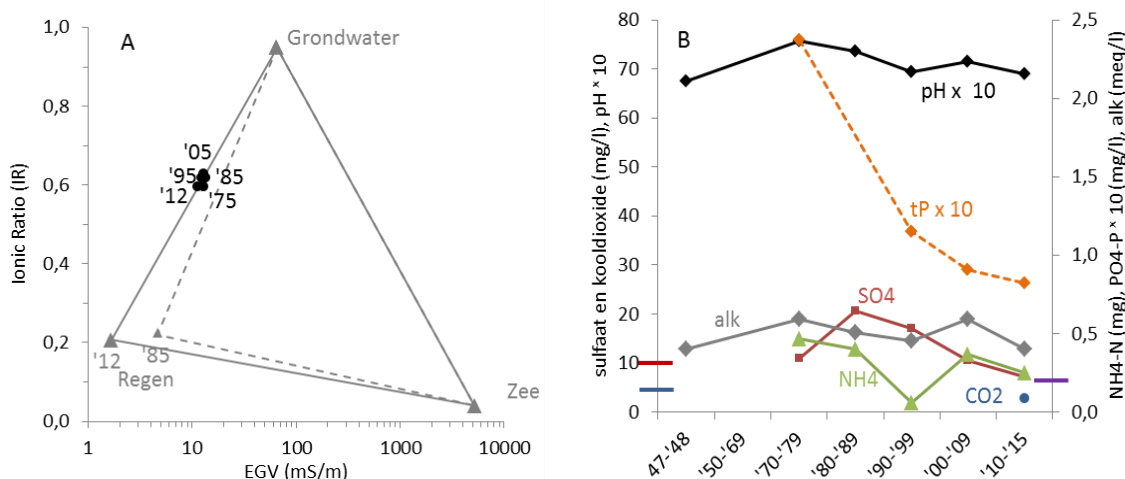 A
Ionic Ratio (IR)
1,0
0,8
0,6
0,4
0,2
0,0
Grondwater
'05
'95
'85
'12
'75
'12
'85
Regen
Zee
1
10
100
1000
10000
EGV (mS/m)
B
sulfaat en kooldioxide (mg/l), pH * 10
80
70
60
50
40
30
20
10
0
pH x 10
tP x 10
SO4
alk
NH4
CO2
2,5
2,0
1,5
1,0
0,5
0,0
NH4-N (mg), PO4-P * 10 (mg/l), alk (meq/l)
47-'48
'50-'69
'70-'79
'80-'89
'90-'99
'00-'09
'10-'15